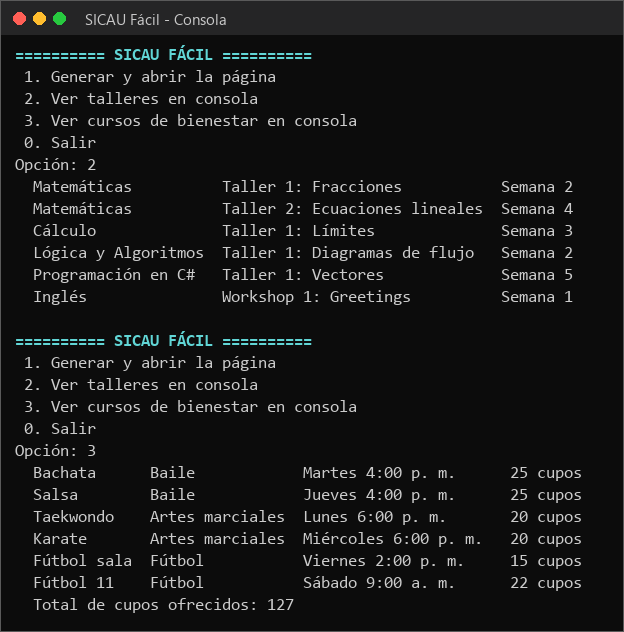 SICAU Fácil - Consola
========== SICAU FÁCIL ==========
1. Generar y abrir la página
2. Ver talleres en consola
3. Ver cursos de bienestar en consola
0. Salir
Opción: 2
Matemáticas          Taller 1: Fracciones           Semana 2
Matemáticas          Taller 2: Ecuaciones lineales  Semana 4
Cálculo              Taller 1: Límites              Semana 3
Lógica y Algoritmos  Taller 1: Diagramas de flujo   Semana 2
Programación en C#   Taller 1: Vectores             Semana 5
Inglés               Workshop 1: Greetings          Semana 1
========== SICAU FÁCIL ==========
1. Generar y abrir la página
2. Ver talleres en consola
3. Ver cursos de bienestar en consola
0. Salir
Opción: 3
Bachata      Baile            Martes 4:00 p. m.      25 cupos
Salsa        Baile            Jueves 4:00 p. m.      25 cupos
Taekwondo    Artes marciales  Lunes 6:00 p. m.       20 cupos
Karate       Artes marciales  Miércoles 6:00 p. m.   20 cupos
Fútbol sala  Fútbol           Viernes 2:00 p. m.     15 cupos
Fútbol 11    Fútbol           Sábado 9:00 a. m.      22 cupos
Total de cupos ofrecidos: 127